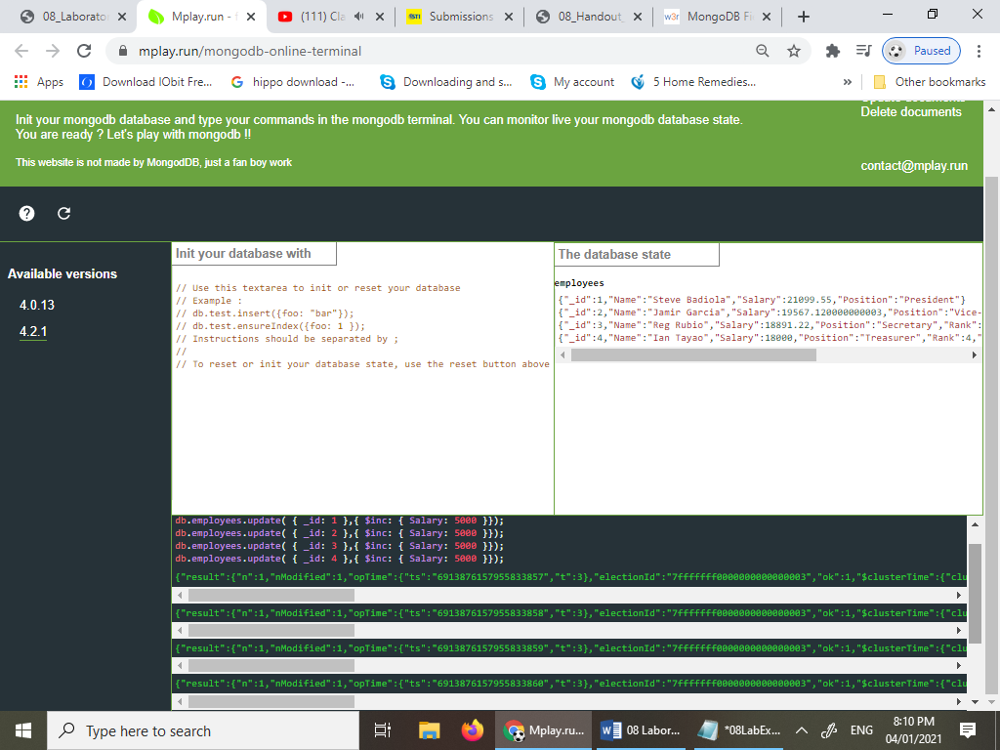 08_Laborato
Mplay.run - f
(111) Cla
STI
Submissions
08_Handout_
w3r
MongoDB Fi
mplay.run/mongodb-online-terminal
Paused
Apps
Download IObit Fre...
hippo download -...
Downloading and s...
My account
5 Home Remedies...
»
Other bookmarks
Update documents
Init your mongodb database and type your commands in the mongodb terminal. You can monitor live your mongodb database state.
Delete documents
You are ready ? Let's play with mongodb !!
This website is not made by MongodDB, just a fan boy work
contact@mplay.run
Available versions
4.0.13
4.2.1
Init your database with
// Use this textarea to init or reset your database
// Example :
// db.test.insert({foo: "bar"});
// db.test.ensureIndex({foo: 1 });
// Instructions should be separated by ;
//
// To reset or init your database state, use the reset button above
The database state
employees
{"_id":1,"Name":"Steve Badiola","Salary":21099.55,"Position":"President"}
{"_id":2,"Name":"Jamir Garcia","Salary":19567.120000000003,"Position":"Vice-
{"_id":3,"Name":"Reg Rubio","Salary":18891.22,"Position":"Secretary","Rank":
{"_id":4,"Name":"Ian Tayao","Salary":18000,"Position":"Treasurer","Rank":4,"
db.employees.update( { _id: 1 },{ $inc: { Salary: 5000 }});
db.employees.update( { _id: 2 },{ $inc: { Salary: 5000 }});
db.employees.update( { _id: 3 },{ $inc: { Salary: 5000 }});
db.employees.update( { _id: 4 },{ $inc: { Salary: 5000 }});
{"result":{"n":1,"nModified":1,"opTime":{"ts":"6913876157955833857","t":3},"electionId":"7fffffff0000000000000003","ok":1,"$clusterTime":{"clu
{"result":{"n":1,"nModified":1,"opTime":{"ts":"6913876157955833858","t":3},"electionId":"7fffffff0000000000000003","ok":1,"$clusterTime":{"clu
{"result":{"n":1,"nModified":1,"opTime":{"ts":"6913876157955833859","t":3},"electionId":"7fffffff0000000000000003","ok":1,"$clusterTime":{"clu
{"result":{"n":1,"nModified":1,"opTime":{"ts":"6913876157955833860","t":3},"electionId":"7fffffff0000000000000003","ok":1,"$clusterTime":{"clu
Type here to search
Mplay.ru...
08 Labor...
*08LabEx...
ENG
8:10 PM
04/01/2021